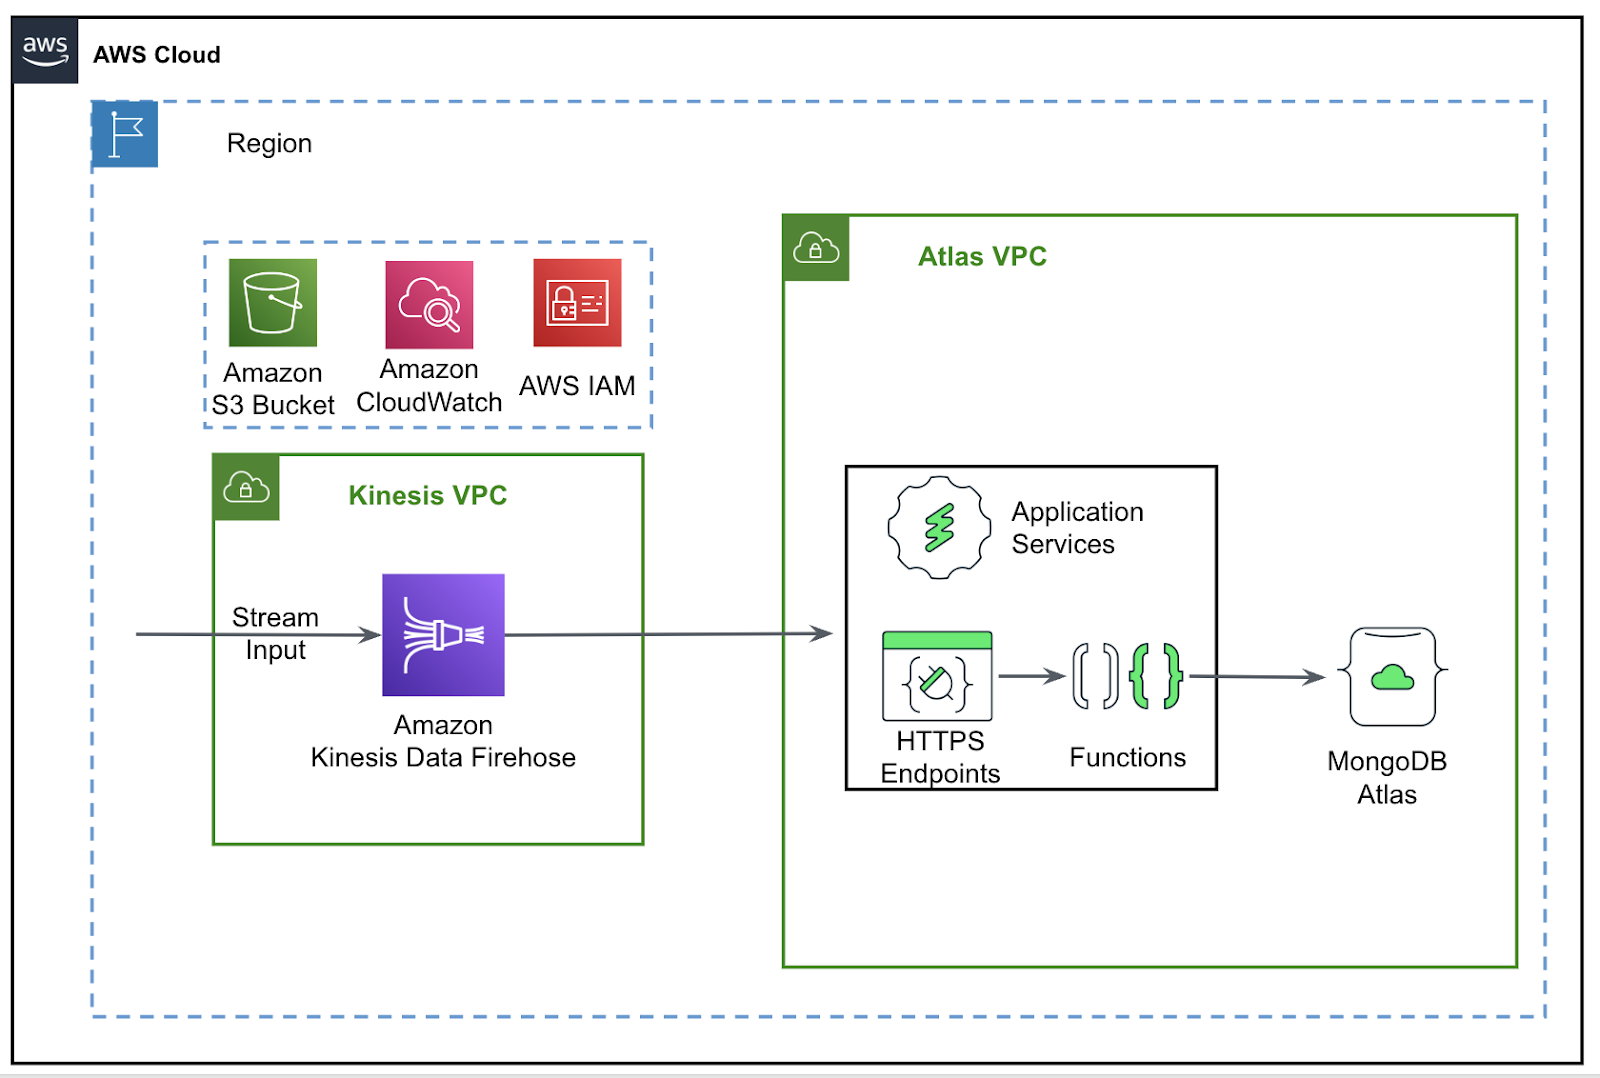 aws
AWS Cloud
Region
Amazon
S3 Bucket
Amazon
CloudWatch
AWS IAM
Atlas VPC
Kinesis VPC
Stream
Input
Amazon
Kinesis Data Firehose
Application
Services
HTTPS
Endpoints
Functions
MongoDB
Atlas